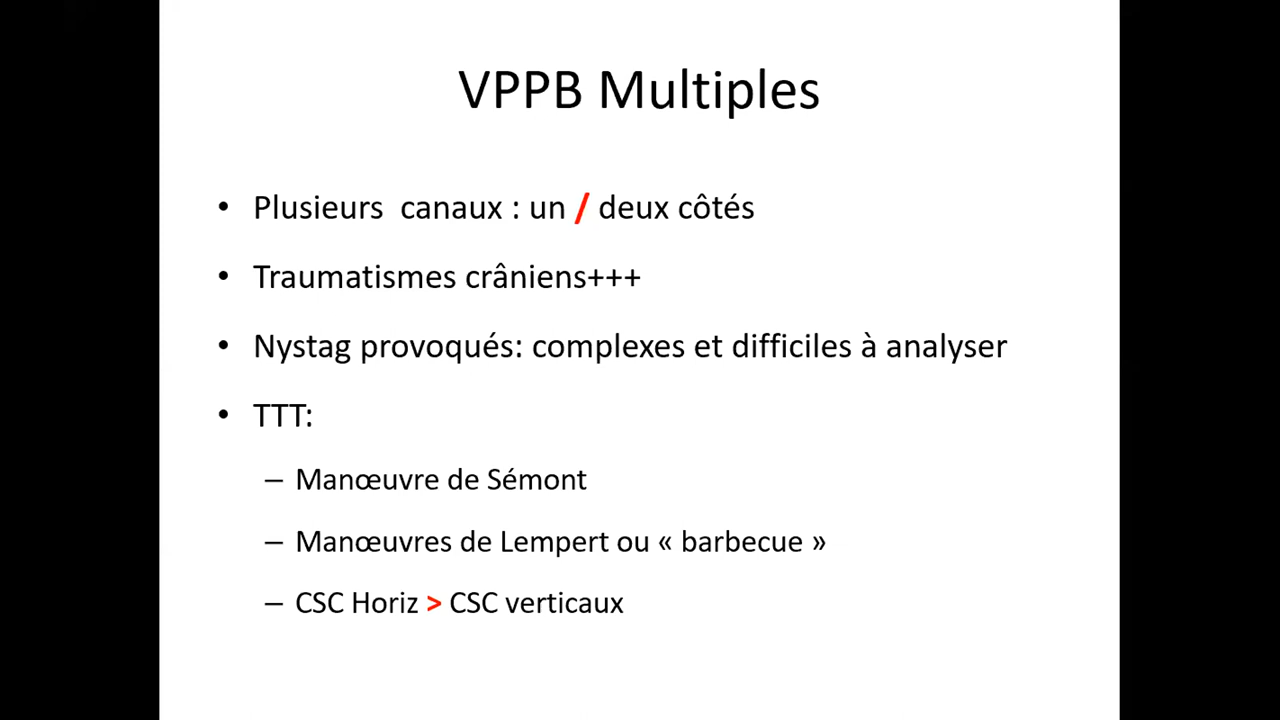 VPPB Multiples
• Plusieurs canaux : un / deux côtés
• Traumatismes crâniens+++
• Nystag provoqués: complexes et difficiles à analyser
• TTT:
– Manœuvre de Sémont
– Manœuvres de Lempert ou « barbecue »
– CSC Horiz > CSC verticaux